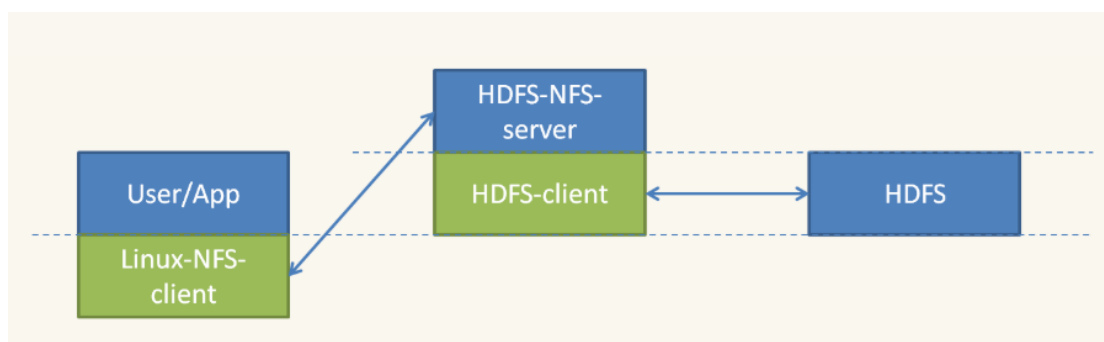 HDFS-NFS-
server
User/App
HDFS-client
HDFS
Linux-NFS-
client